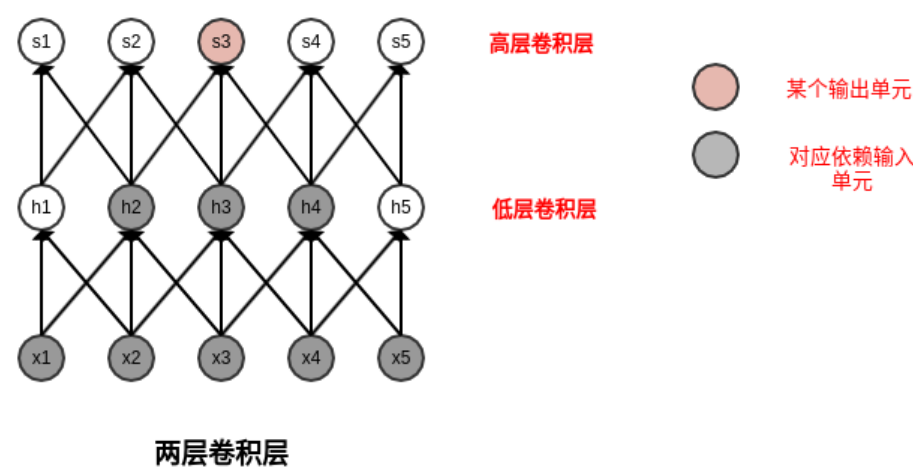 s1 s2 s3 s4 s5
高层卷积层
某个输出单元
对应依赖输入
单元
h1 h2 h3 h4 h5
低层卷积层
x1 x2 x3 x4 x5
两层卷积层